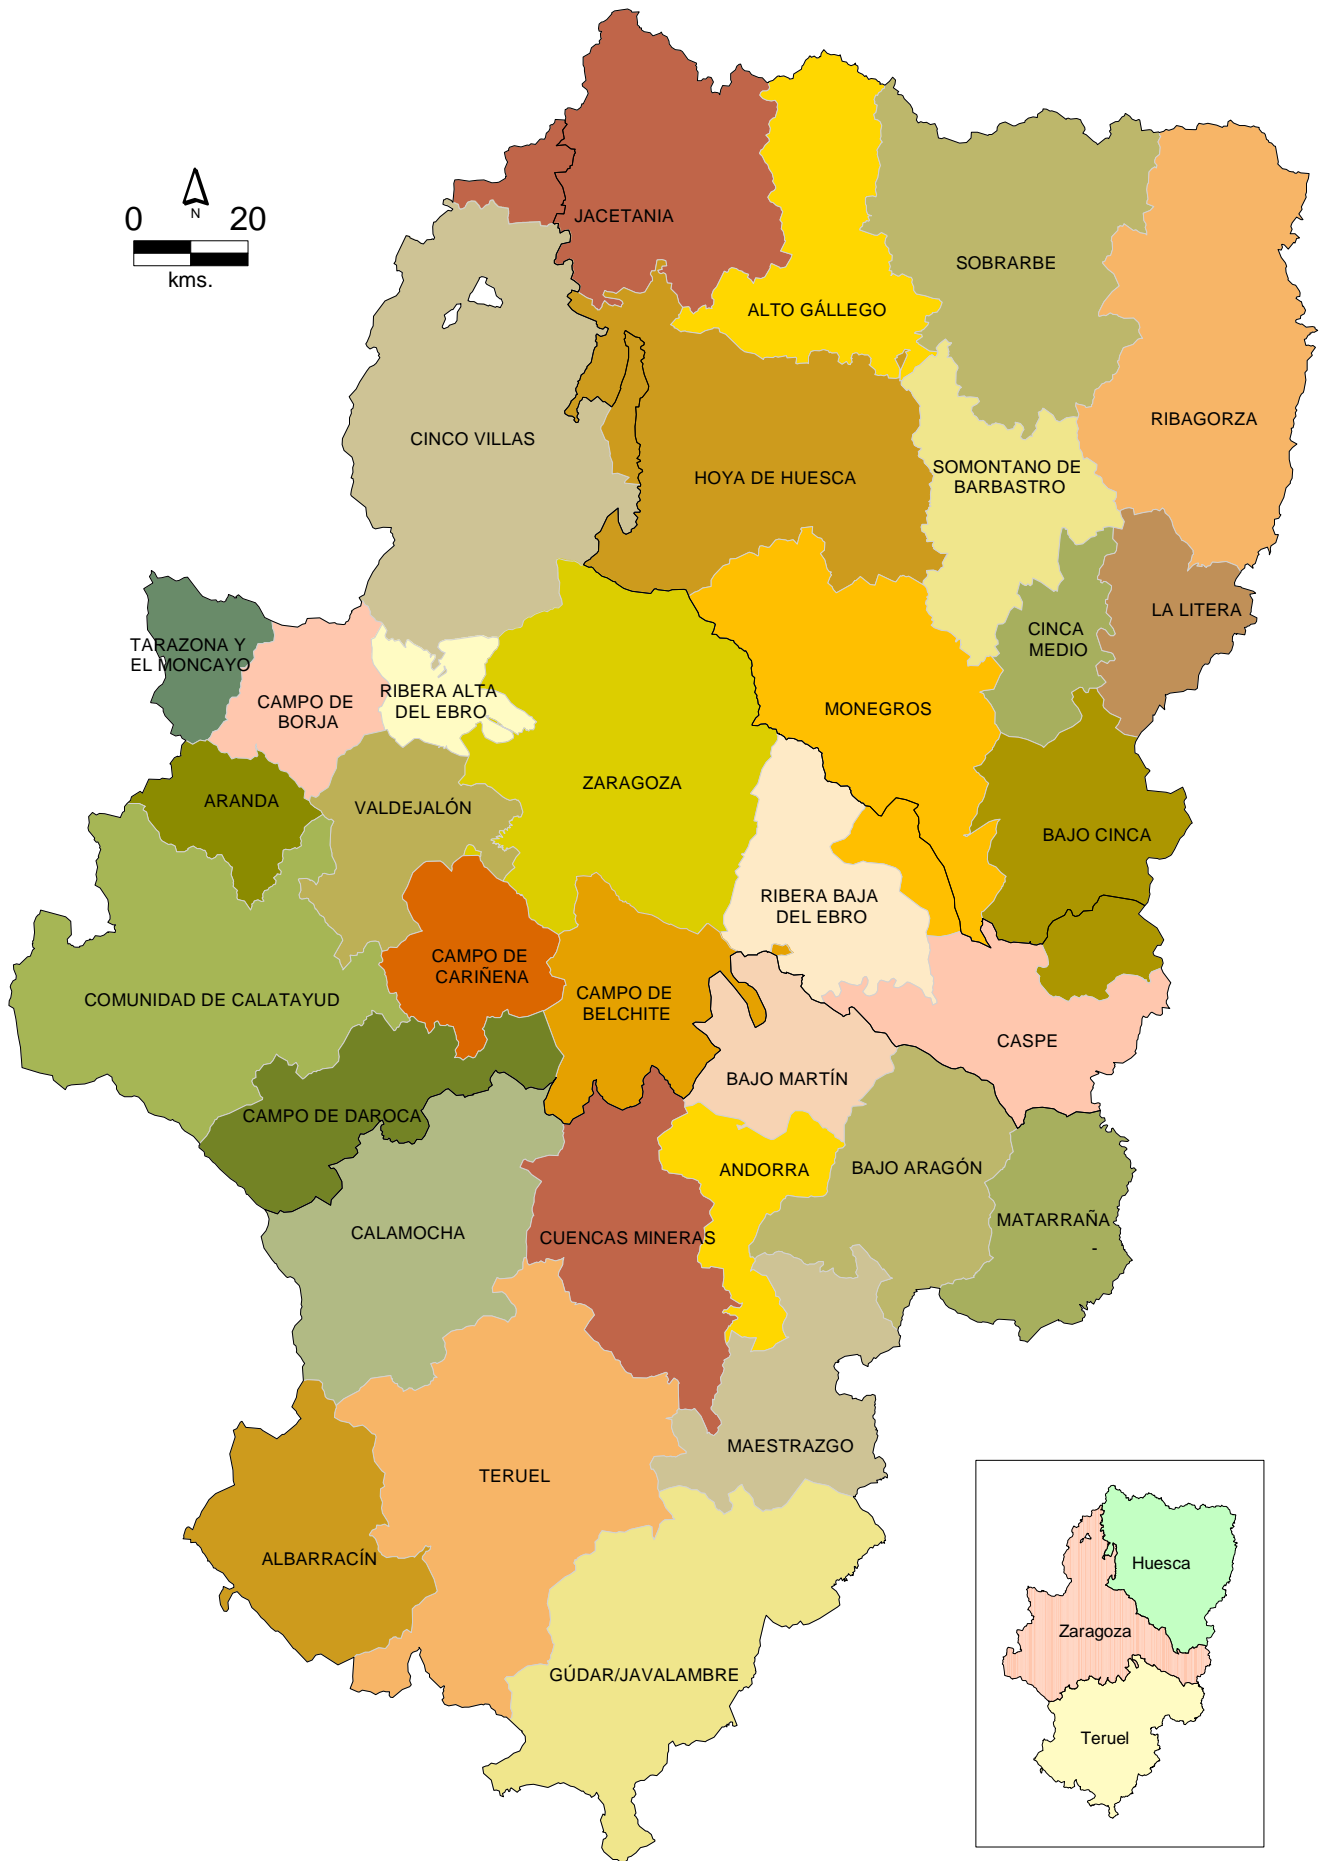 JACETANIA
N
0 20
kms.
SOBRARBE
ALTO GÁLLEGO
RIBAGORZA
CINCO VILLAS
HOYA DE HUESCA
SOMONTANO DE
BARBASTRO
LA LITERA
CINCA
MEDIO
TARAZONA Y
EL MONCAYO
CAMPO DE
BORJA
RIBERA ALTA
DEL EBRO
MONEGROS
ZARAGOZA
ARANDA
VALDEJALÓN
BAJO CINCA
RIBERA BAJA
DEL EBRO
CAMPO DE
CARIÑENA
COMUNIDAD DE CALATAYUD
CAMPO DE
BELCHITE
CASPE
BAJO MARTÍN
CAMPO DE DAROCA
ANDORRA
BAJO ARAGÓN
MATARRAÑA
-
CALAMOCHA
CUENCAS MINERAS
MAESTRAZGO
TERUEL
ALBARRACÍN
GÚDAR/JAVALAMBRE
Huesca
Zaragoza
Teruel